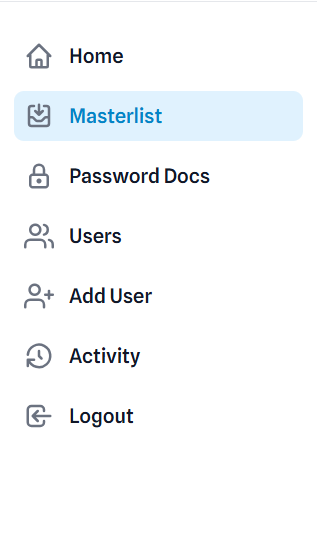 Home
Masterlist
Password Docs
Users
Add User
Activity
Logout